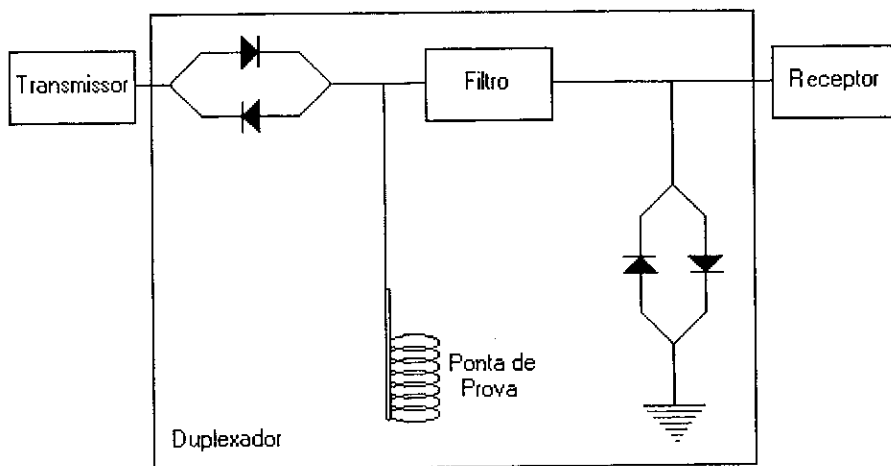 Transmissor
Filtro
Receptor
Ponta de
Prova
Duplexador